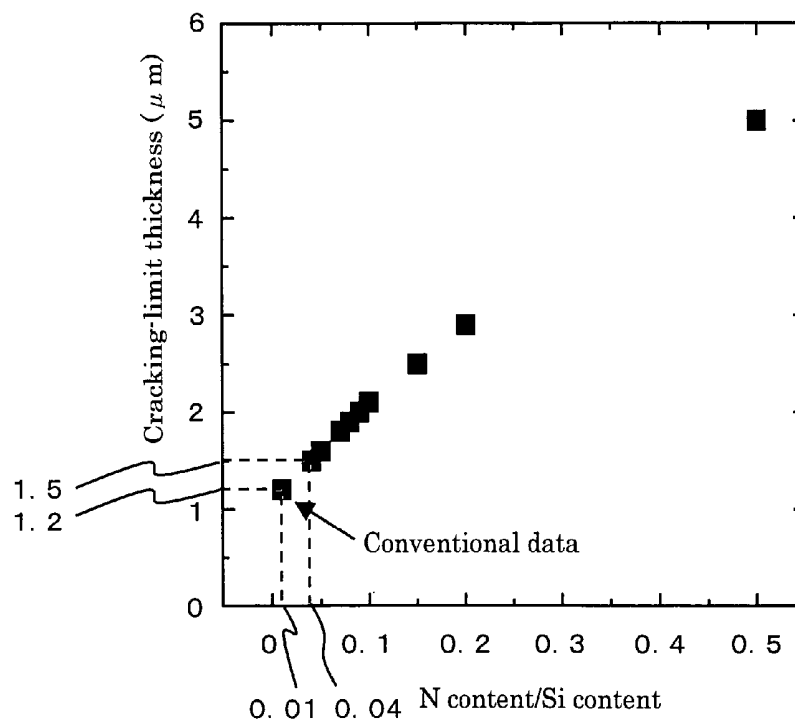 6
5
4
3
2
1
0
Cracking-limit thickness ( μ m)
1. 5
1. 2
Conventional data
0 0. 1 0. 2 0. 3 0. 4 0. 5
0. 01 0. 04 N content/Si content